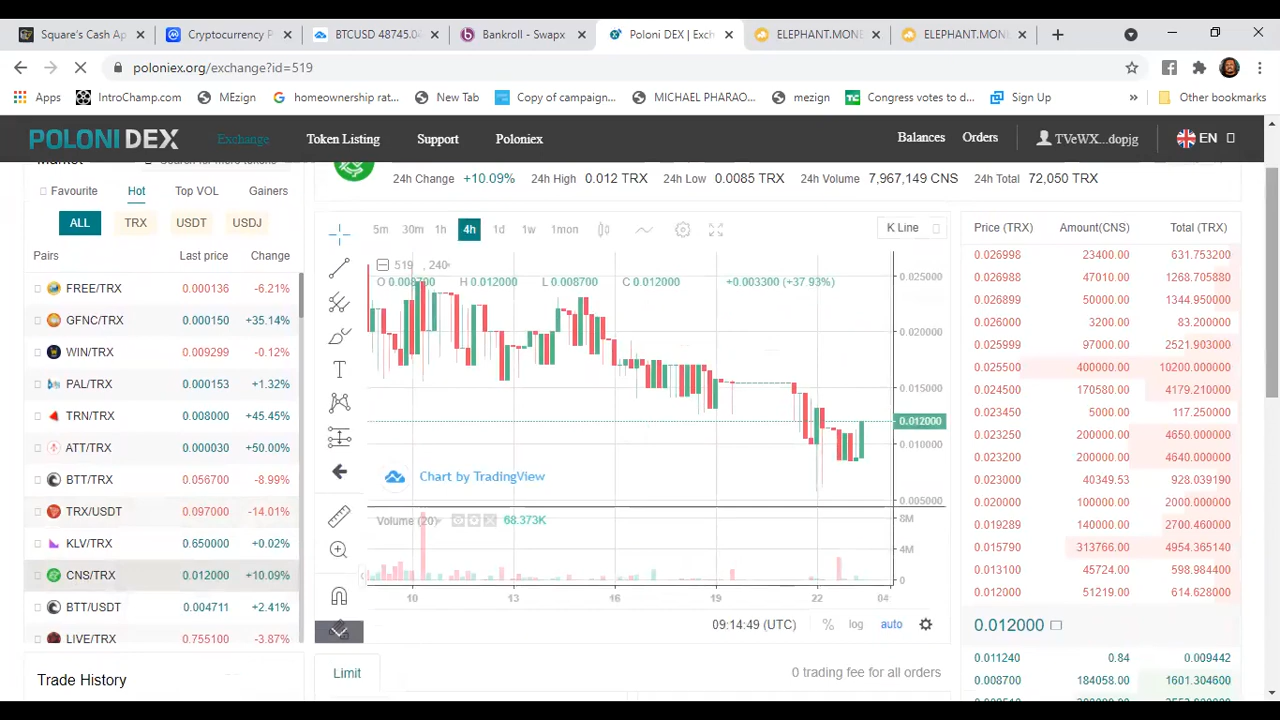 Square's Cash Ap
Cryptocurrency P
BTCUSD 48745.04
Bankroll - Swapx
Poloni DEX | Exch
ELEPHANT.MONE
ELEPHANT.MONE
poloniex.org/exchange?id=519
Apps
IntroChamp.com
MEzign
homeownership rat...
New Tab
Copy of campaign...
MICHAEL PHARAO...
mezign
Congress votes to d...
Sign Up
»
Other bookmarks
POLONI DEX
Exchange
Token Listing
Support
Poloniex
Balances
Orders
TVeWX...dopjg
EN
Market
Search for more tokens
24h Change +10.09% 24h High 0.012 TRX 24h Low 0.0085 TRX 24h Volume 7,967,149 CNS 24h Total 72,050 TRX
Favourite Hot Top VOL Gainers
ALL TRX USDT USDJ
Pairs Last price Change
FREE/TRX 0.000136 -6.21%
GFNC/TRX 0.000150 +35.14%
WIN/TRX 0.009299 -0.12%
PAL/TRX 0.000153 +1.32%
TRN/TRX 0.008000 +45.45%
ATT/TRX 0.000030 +50.00%
BTT/TRX 0.056700 -8.99%
TRX/USDT 0.097000 -14.01%
KLV/TRX 0.650000 +0.02%
CNS/TRX 0.012000 +10.09%
BTT/USDT 0.004711 +2.41%
LIVE/TRX 0.755100 -3.87%
Trade History
5m 30m 1h 4h 1d 1w 1mon
K Line
519 , 240
O 0.008700 H 0.012000 L 0.008700 C 0.012000 +0.003300 (+37.93%)
0.025000
0.020000
0.015000
0.012000
0.010000
0.005000
Chart by TradingView
Volume (20) 68.373K
8M
4M
0
10 13 16 19 22 04
09:14:49 (UTC) % log auto
Limit
0 trading fee for all orders
Price (TRX) Amount(CNS) Total (TRX)
0.026998 23400.00 631.753200
0.026988 47010.00 1268.705880
0.026899 50000.00 1344.950000
0.026000 3200.00 83.200000
0.025999 97000.00 2521.903000
0.025500 400000.00 10200.000000
0.024500 170580.00 4179.210000
0.023450 5000.00 117.250000
0.023250 200000.00 4650.000000
0.023200 200000.00 4640.000000
0.023000 40349.53 928.039190
0.020000 100000.00 2000.000000
0.019289 140000.00 2700.460000
0.015790 313766.00 4954.365140
0.013100 45724.00 598.984400
0.012000 51219.00 614.628000
0.012000
0.011240 0.84 0.009442
0.008700 184058.00 1601.304600